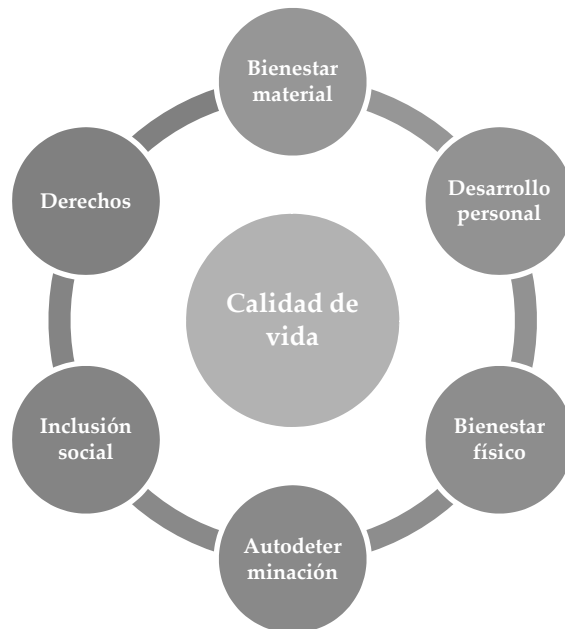 Bienestar
material
Derechos
Desarrollo
personal
Calidad de
vida
Inclusión
social
Bienestar
físico
Autodeter
minación